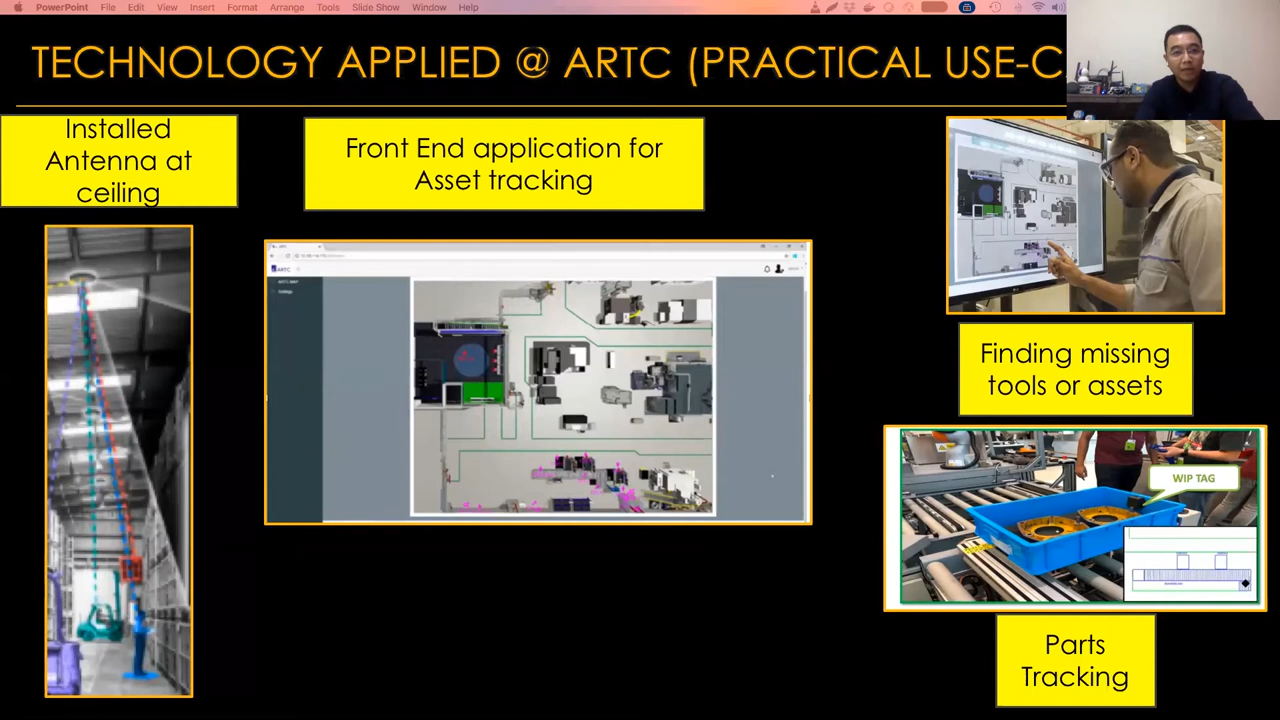 PowerPoint File Edit View Insert Format Arrange Tools Slide Show Window Help
TECHNOLOGY APPLIED @ ARTC (PRACTICAL USE-C
Installed
Antenna at
ceiling
Front End application for
Asset tracking
ARTC
Finding missing
tools or assets
WIP TAG
Parts
Tracking